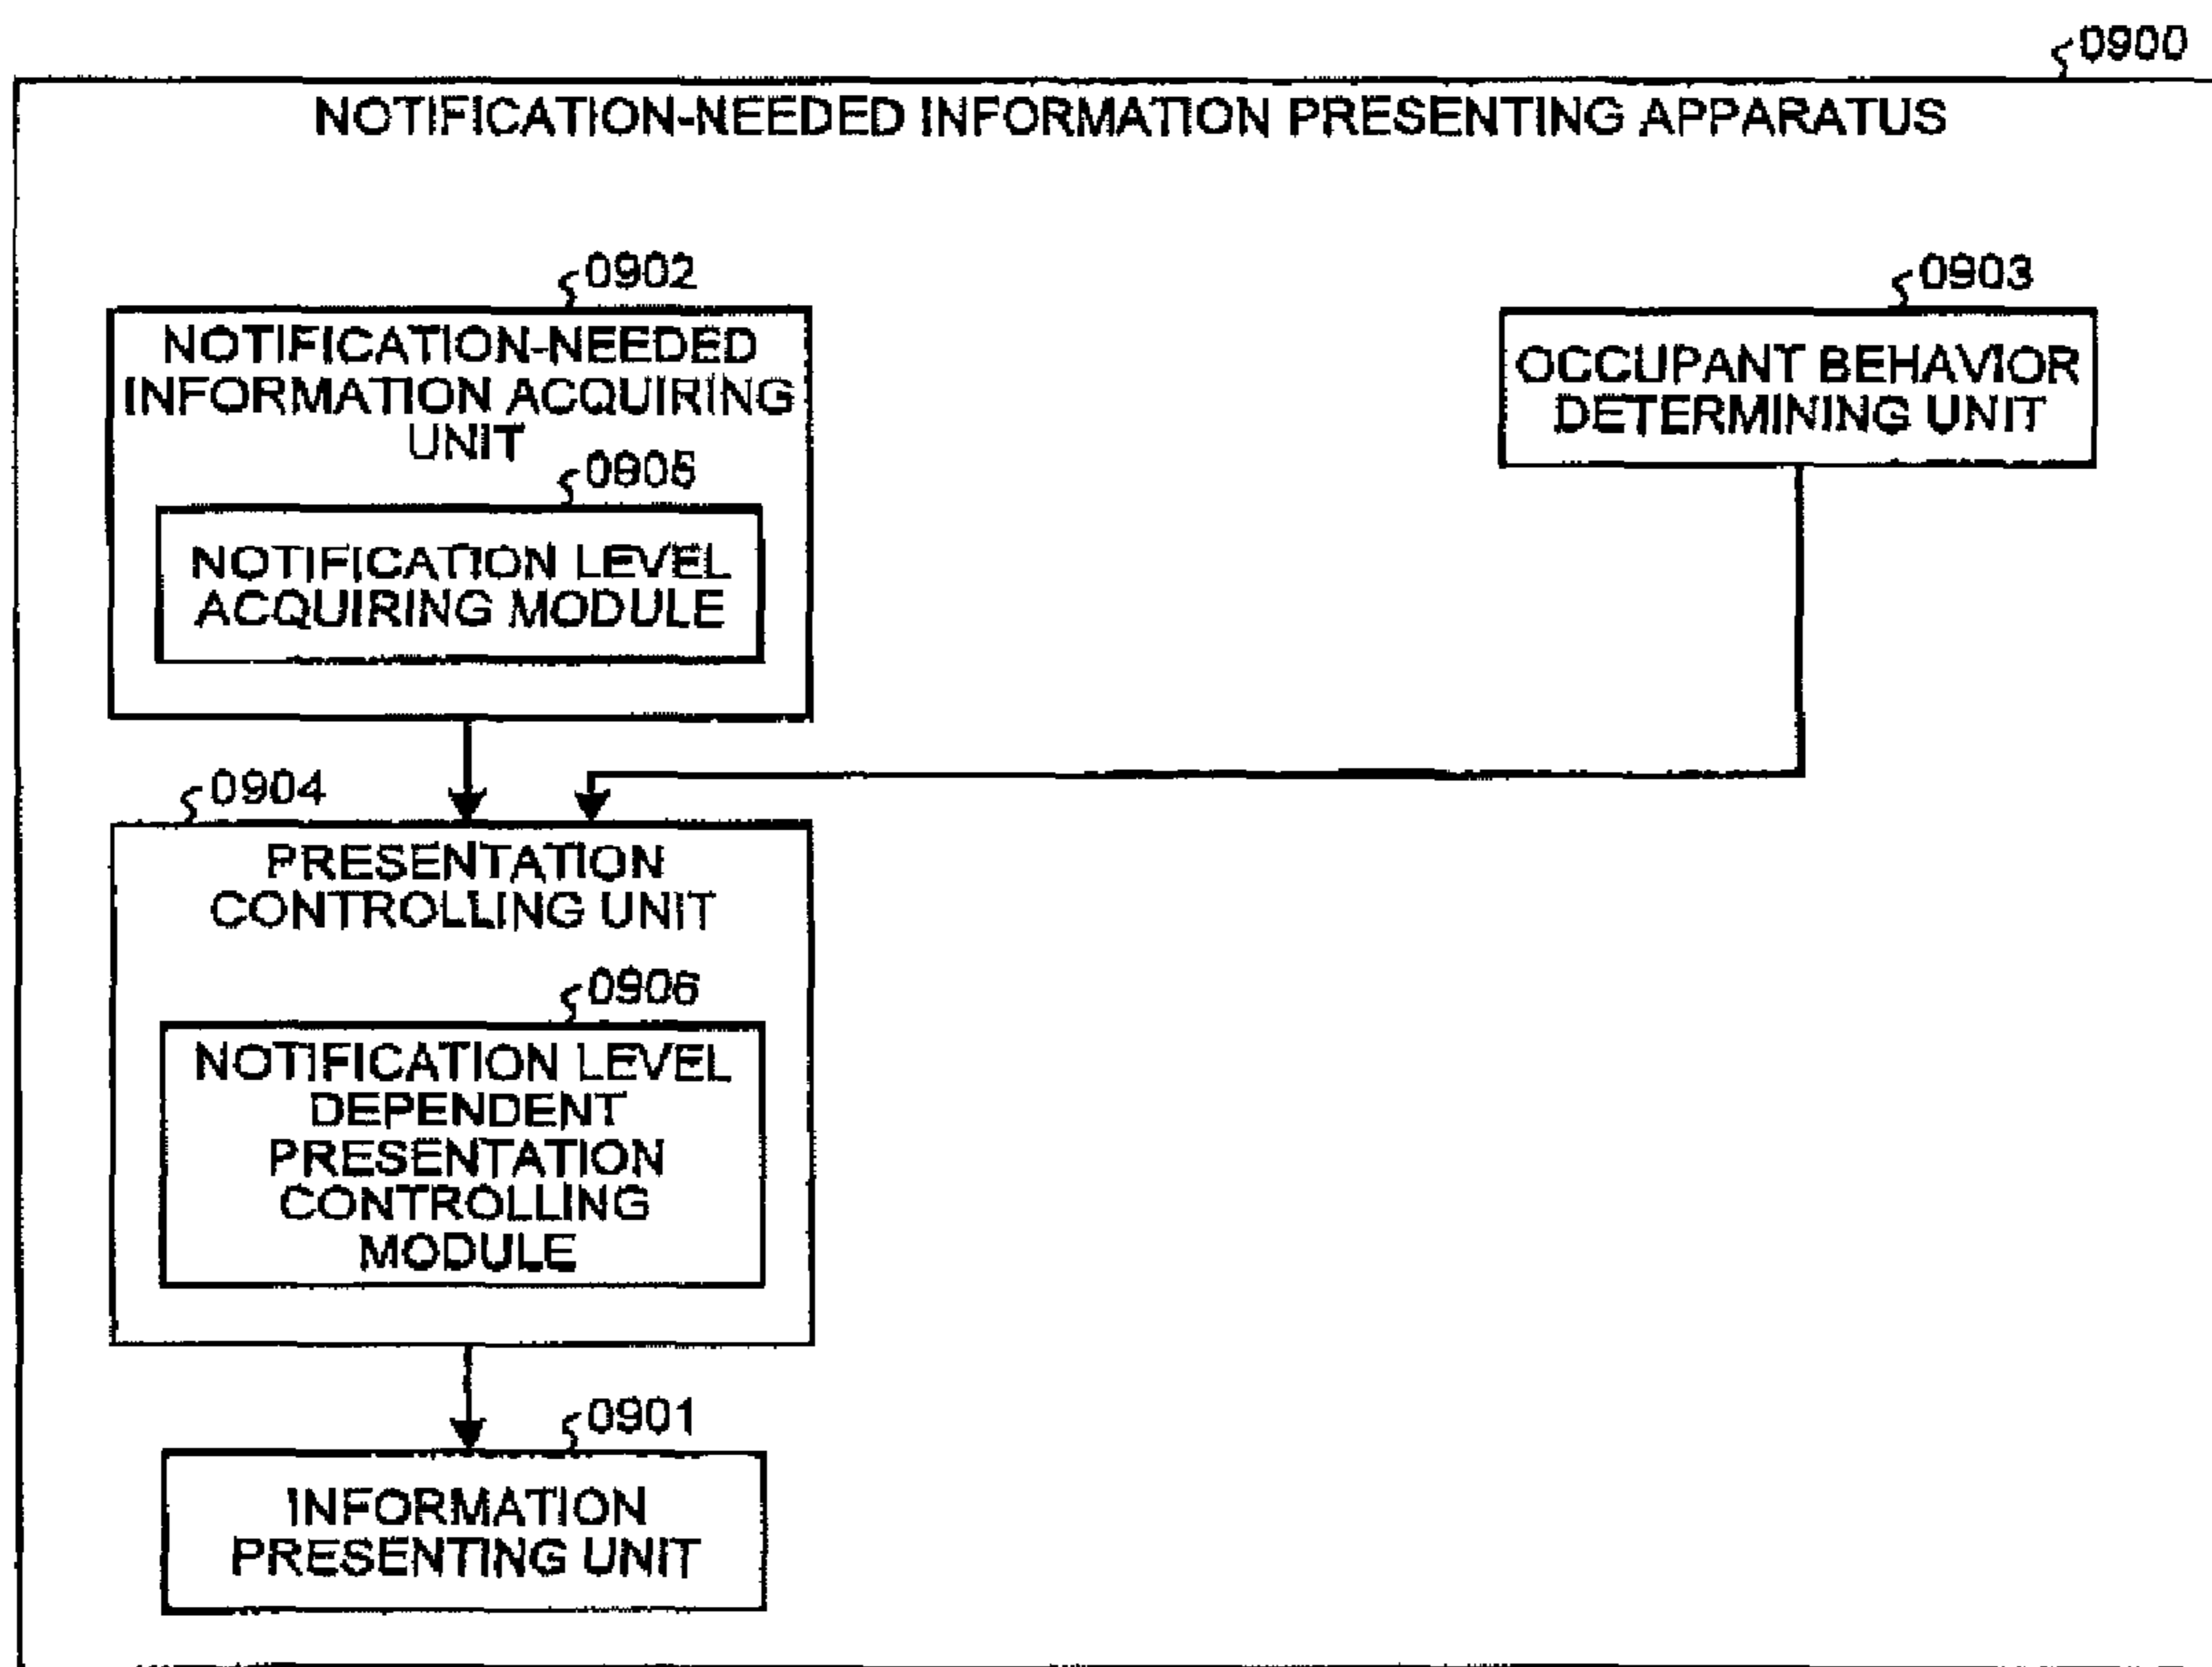 0900
NOTIFICATION-NEEDED INFORMATION PRESENTING APPARATUS
0902
NOTIFICATION-NEEDED
INFORMATION ACQUIRING
UNIT
0905
NOTIFICATION LEVEL
ACQUIRING MODULE
0903
OCCUPANT BEHAVIOR
DETERMINING UNIT
0904
PRESENTATION
CONTROLLING UNIT
0906
NOTIFICATION LEVEL
DEPENDENT
PRESENTATION
CONTROLLING
MODULE
0901
INFORMATION
PRESENTING UNIT